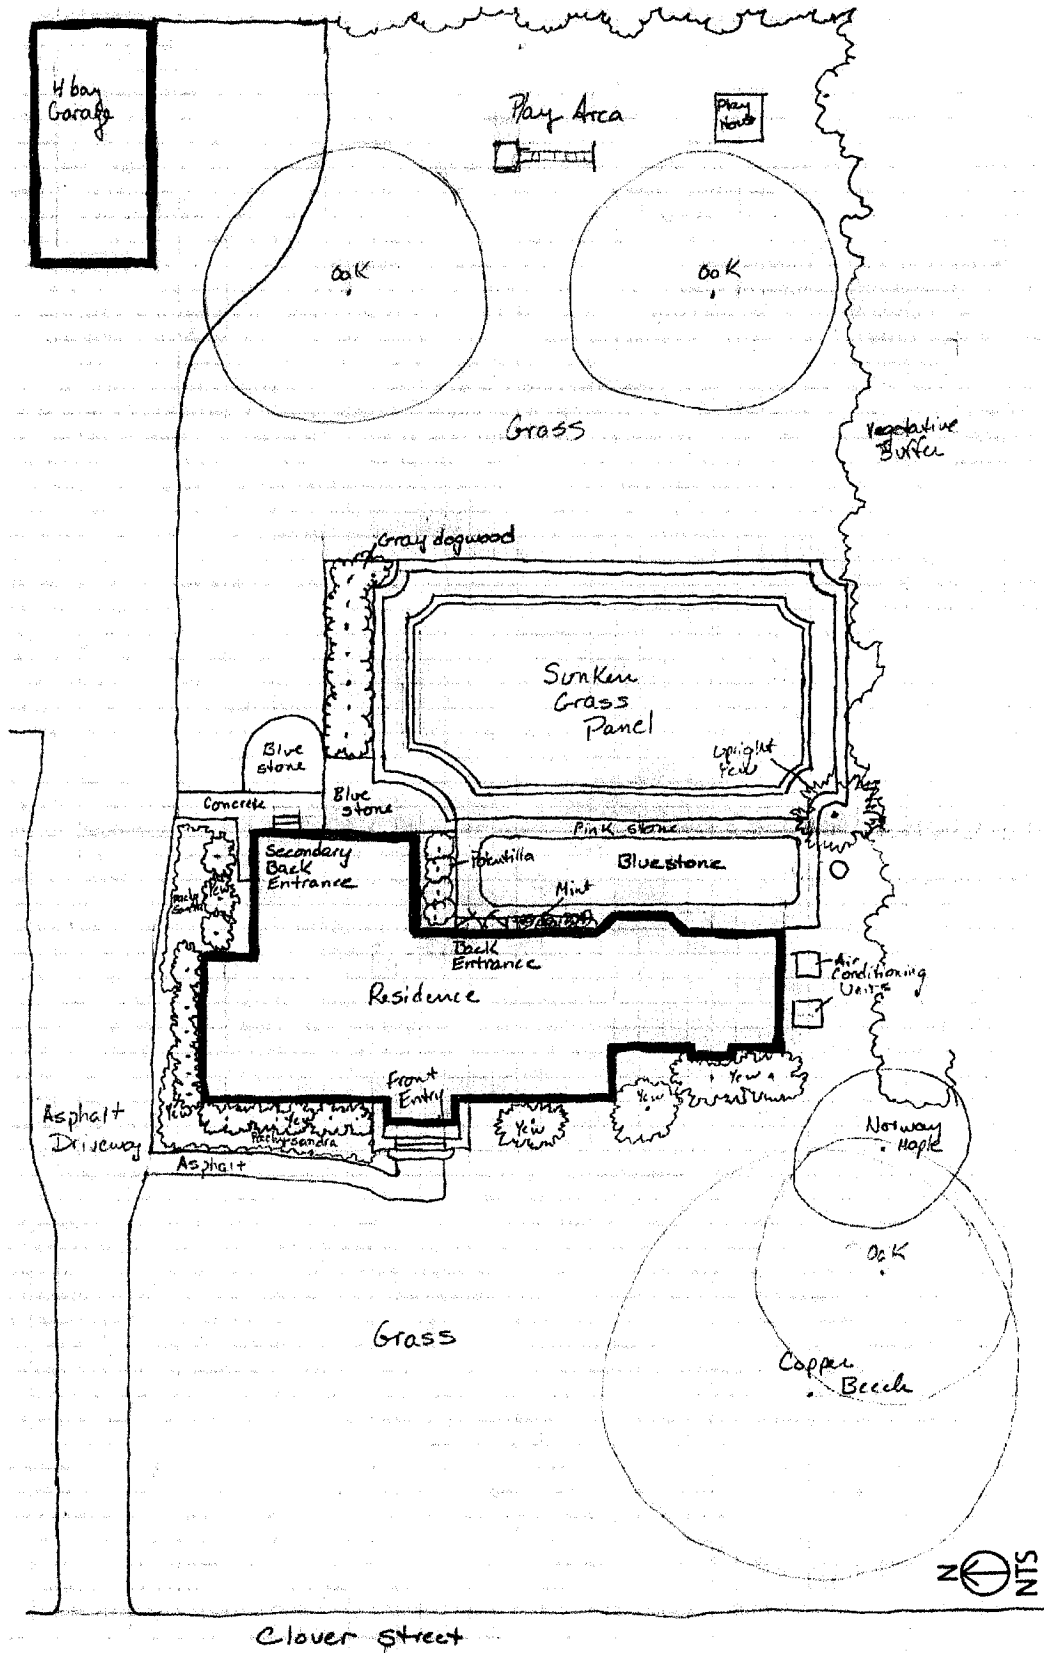 4 bay
Garage
Play Area
Play
House
Oak
Oak
Grass
Vegetative
Buffer
Gray dogwood
Sunken
Grass
Panel
Upright
Yew
Blue
stone
Concrete
Blue
stone
Pink stone
Secondary
Back
Entrance
Potentilla
Bluestone
Yew
Mint
Back
Entrance
Air
Conditioning
Units
Residence
Front
Entry
Yew
Yew
Yew
Yew
Yew
Pachysandra
Asphalt
Driveway
Asphalt
Norway
Maple
Oak
Grass
Copper
Beech
N
NTS
Clover Street